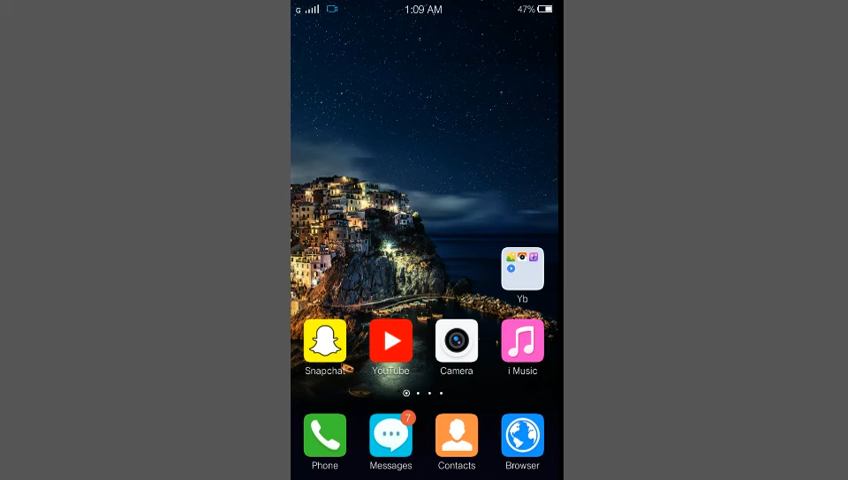 G 1:09 AM 47%
Yb
Snapchat YouTube Camera i Music
7
Phone Messages Contacts Browser